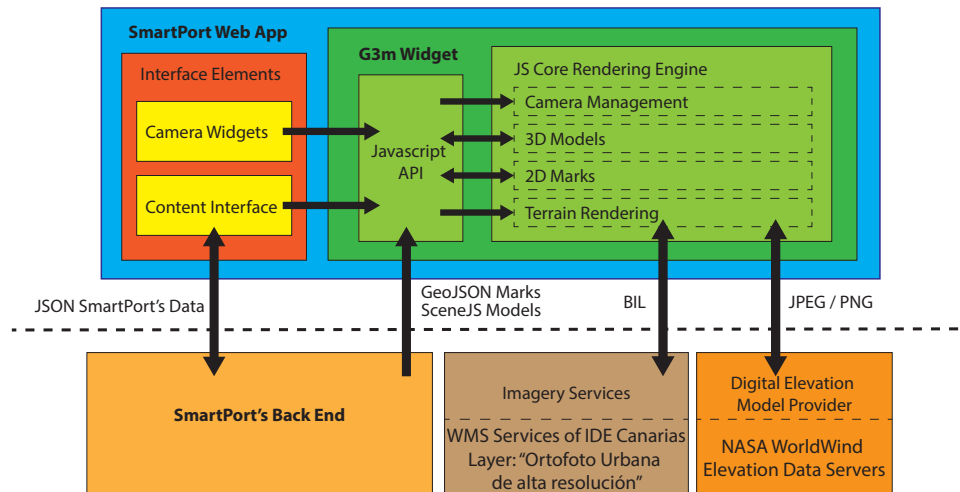 SmartPort Web App
G3m Widget
Interface Elements
JS Core Rendering Engine
Camera Management
Camera Widgets
Javascript
API
3D Models
2D Marks
Content Interface
Terrain Rendering
JSON SmartPort's Data
GeoJSON Marks
SceneJS Models
BIL
JPEG / PNG
SmartPort's Back End
Imagery Services
WMS Services of IDE Canarias
Layer: "Ortofoto Urbana
de alta resolución"
Digital Elevation
Model Provider
NASA WorldWind
Elevation Data Servers